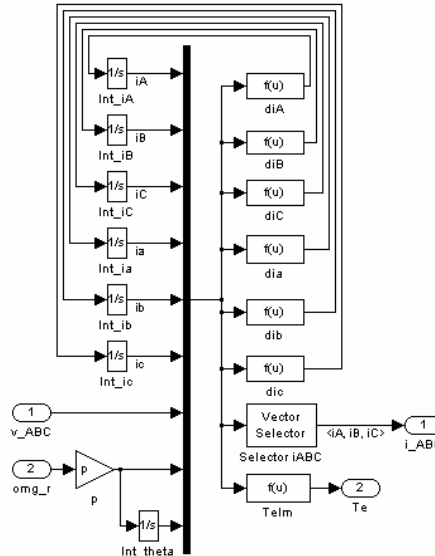 1/s
iA
Int_iA
1/s
iB
Int_iB
1/s
iC
Int_iC
1/s
ia
Int_ia
1/s
ib
Int_ib
1/s
ic
Int_ic
1
v_ABC
2
omg_r
p
p
1/s
Int_theta
f(u)
diA
f(u)
diB
f(u)
diC
f(u)
dia
f(u)
dib
f(u)
dic
Vector
Selector
Selector iABC
<iA, iB, iC>
1
i_ABC
f(u)
Telm
2
Te